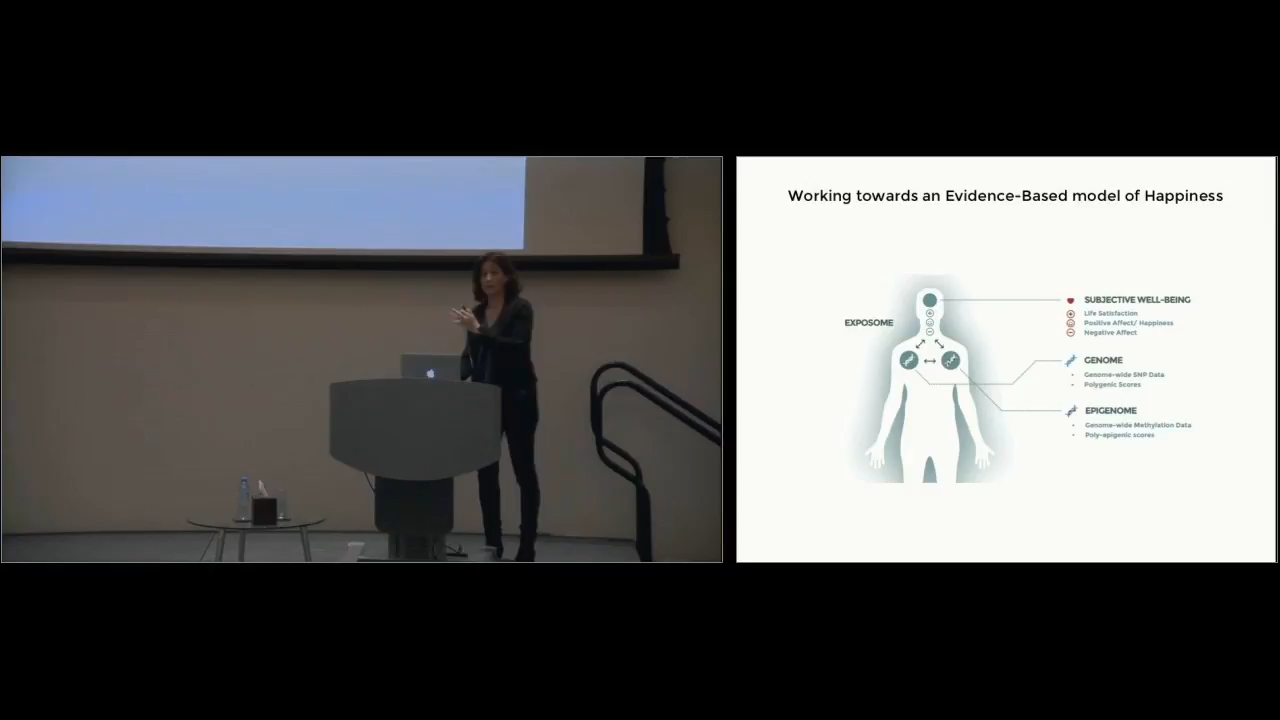 Working towards an Evidence-Based model of Happiness
EXPOSOME
SUBJECTIVE WELL-BEING
Life Satisfaction
Positive Affect/ Happiness
Negative Affect
GENOME
Genome-wide SNP Data
Polygenic Scores
EPIGENOME
Genome-wide Methylation Data
Poly-epigenic scores